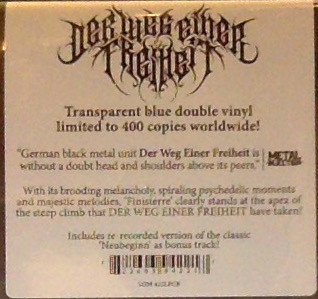 DER WEG EINER
FREIHEIT
Transparent blue double vinyl
limited to 400 copies worldwide!
"German black metal unit Der Weg Einer Freiheit is
without a doubt head and shoulders above its peers."
METAL
With its brooding melancholy, spiraling psychedelic moments
and majestic melodies, 'Finisterre' clearly stands at the apex of
the steep climb that DER WEG EINER FREIHEIT have taken!
Includes re-recorded version of the classic
'Neubeginn' as bonus track!